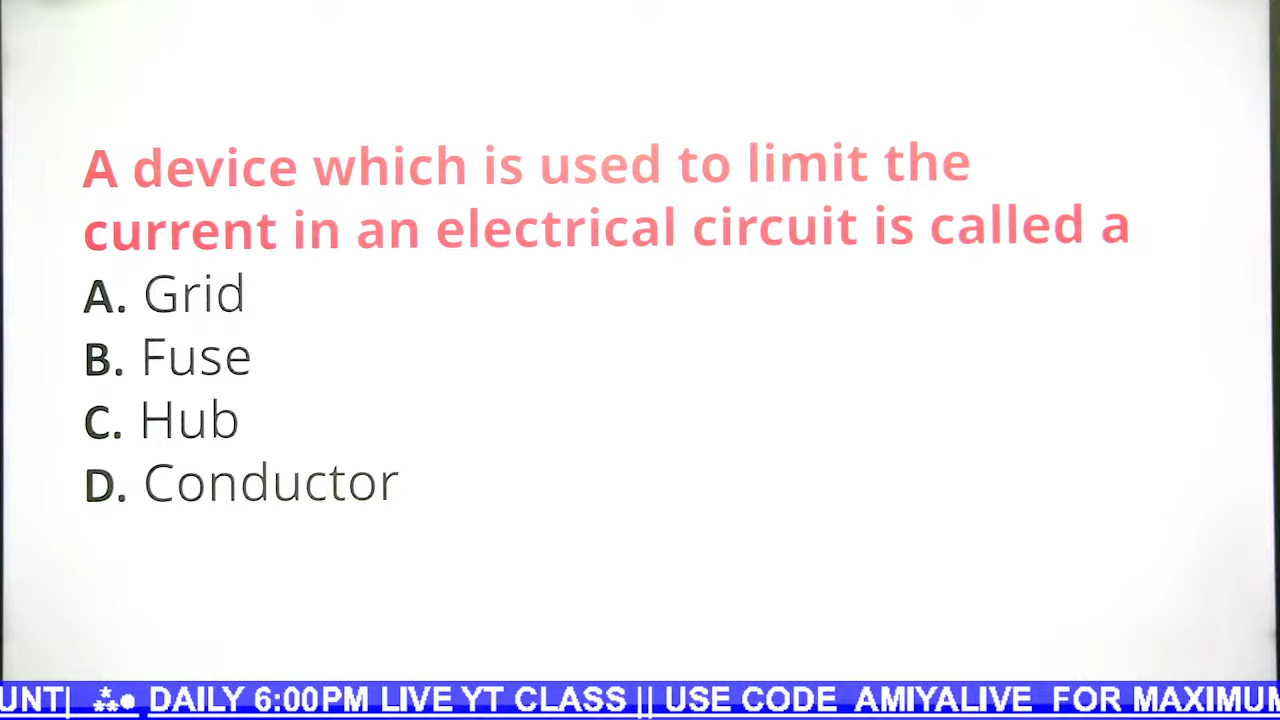 A device which is used to limit the
current in an electrical circuit is called a
A. Grid
B. Fuse
C. Hub
D. Conductor
UNT| ⁂● DAILY 6:00PM LIVE YT CLASS || USE CODE AMIYALIVE FOR MAXIMUM